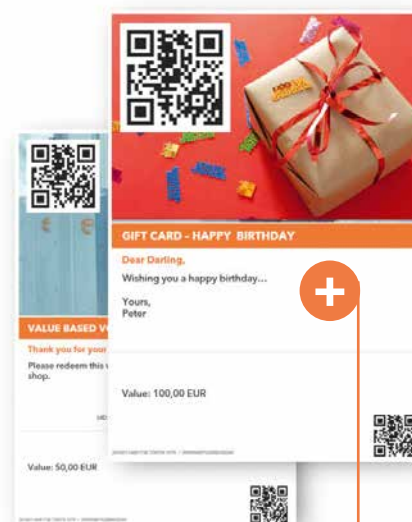 GIFT CARD - HAPPY BIRTHDAY
Dear Darling,
Wishing you a happy birthday...
Yours,
Peter
Value: 100,00 EUR
VALUE BASED
Thank you for your
Please redeem this
shop.
Value: 50,00 EUR